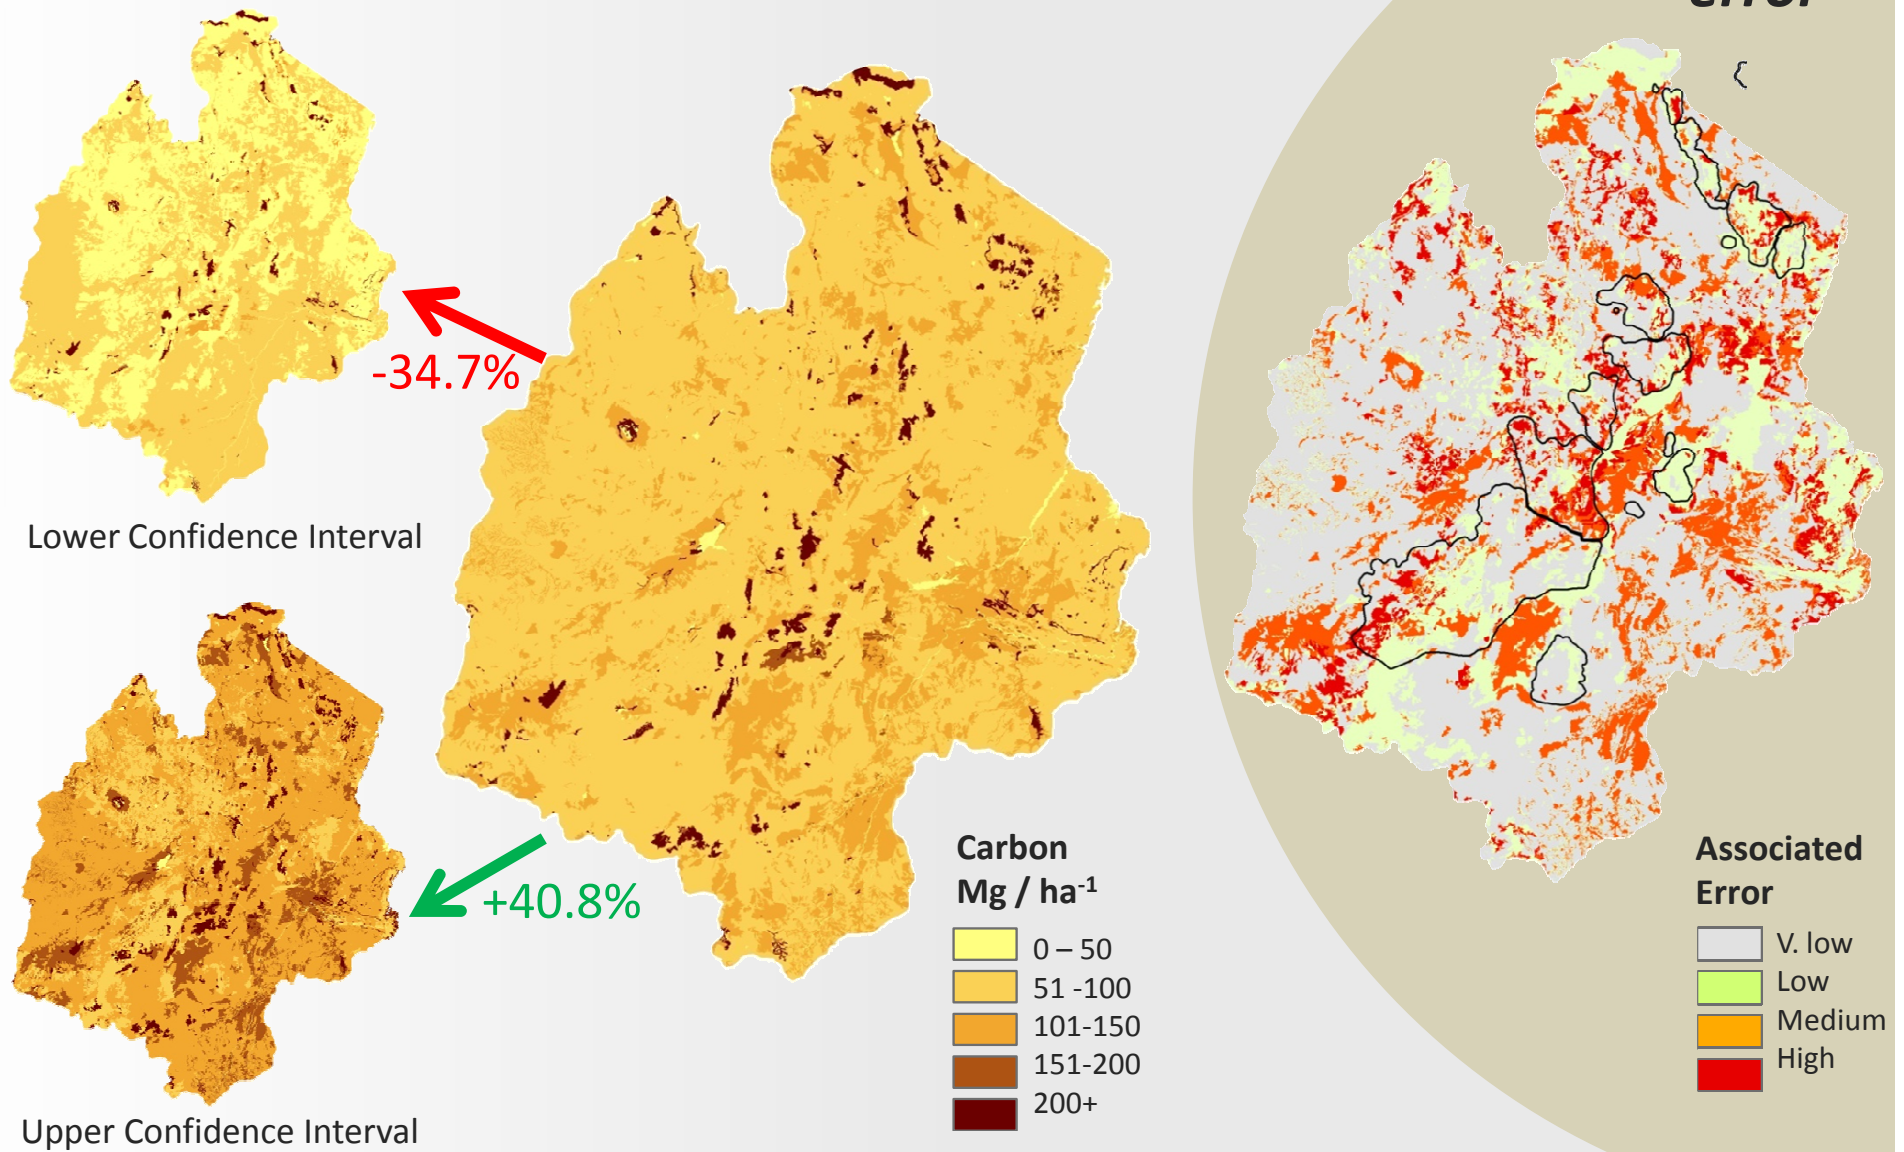 error
-34.7%
Lower Confidence Interval
+40.8%
Upper Confidence Interval
Carbon
Mg / ha-1
0 – 50
51 -100
101-150
151-200
200+
Associated
Error
V. low
Low
Medium
High